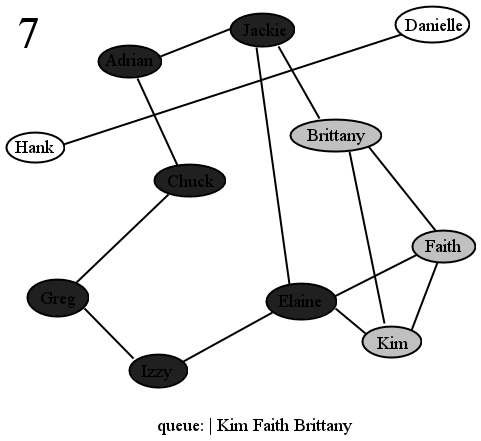 7
Danielle
Jackie
Adrian
Brittany
Hank
Chuck
Faith
Greg
Elaine
Kim
Izzy
queue: | Kim Faith Brittany